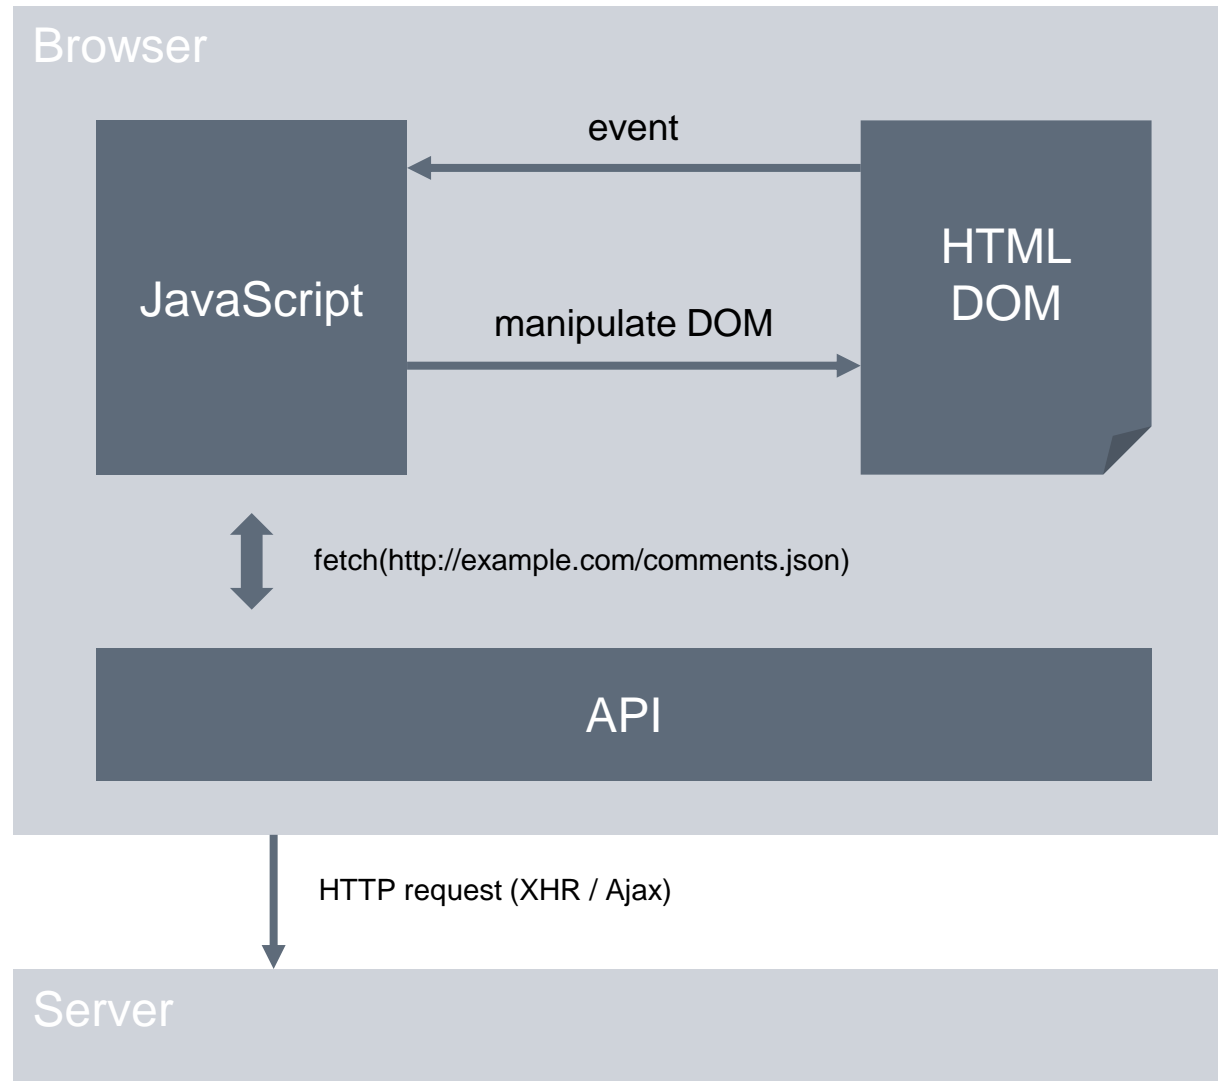 Browser
event
HTML
DOM
JavaScript
manipulate DOM
fetch(http://example.com/comments.json)
API
HTTP request (XHR / Ajax)
Server